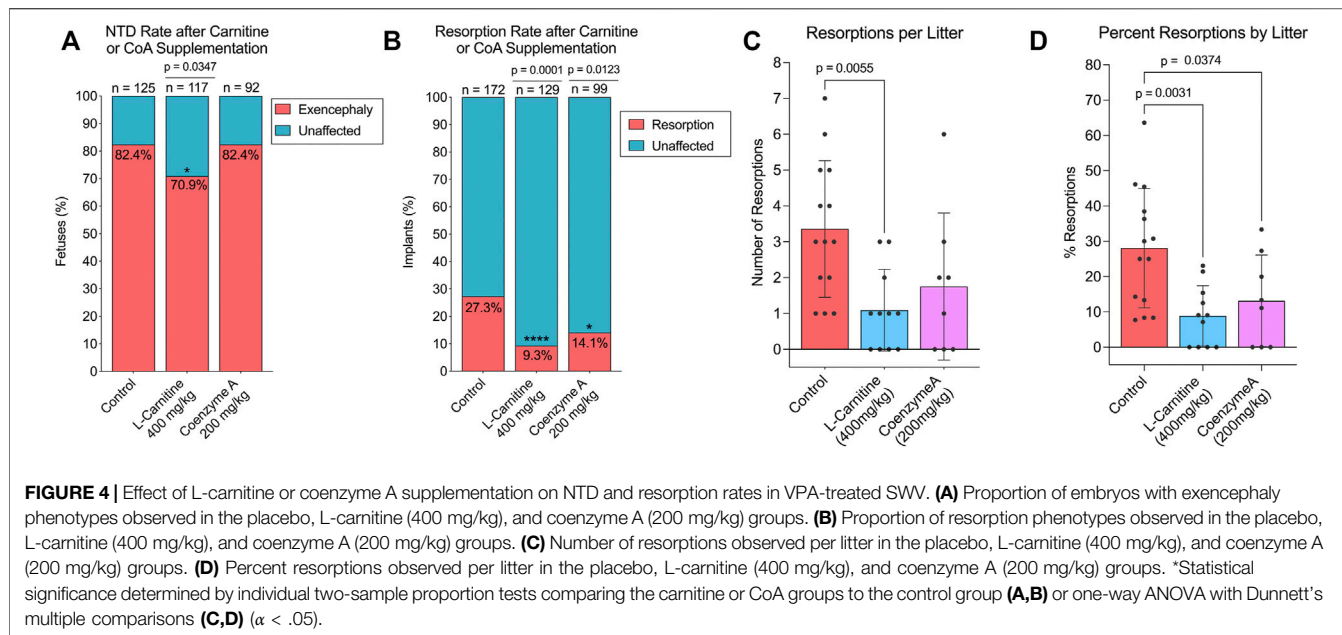 A
NTD Rate after Carnitine
or CoA Supplementation
p = 0.0347
n = 125
n = 117
n = 92
100
90
80
70
60
50
40
30
20
10
0
Fetuses (%)
82.4%
*
70.9%
82.4%
Exencephaly
Unaffected
Control
L-Carnitine
400 mg/kg
Coenzyme A
200 mg/kg
B
Resorption Rate after Carnitine
or CoA Supplementation
p = 0.0001
p = 0.0123
n = 172
n = 129
n = 99
100
90
80
70
60
50
40
30
20
10
0
Implants (%)
27.3%
****
9.3%
*
14.1%
Resorption
Unaffected
Control
L-Carnitine
400 mg/kg
Coenzyme A
200 mg/kg
C
Resorptions per Litter
p = 0.0055
8
7
6
5
4
3
2
1
0
Number of Resorptions
Control
L-Carnitine
(400mg/kg)
CoenzymeA
(200mg/kg)
D
Percent Resorptions by Litter
p = 0.0374
p = 0.0031
80
70
60
50
40
30
20
10
0
% Resorptions
Control
L-Carnitine
(400mg/kg)
CoenzymeA
(200mg/kg)
FIGURE 4 | Effect of L-carnitine or coenzyme A supplementation on NTD and resorption rates in VPA-treated SWV. (A) Proportion of embryos with exencephaly
phenotypes observed in the placebo, L-carnitine (400 mg/kg), and coenzyme A (200 mg/kg) groups. (B) Proportion of resorption phenotypes observed in the placebo,
L-carnitine (400 mg/kg), and coenzyme A (200 mg/kg) groups. (C) Number of resorptions observed per litter in the placebo, L-carnitine (400 mg/kg), and coenzyme A
(200 mg/kg) groups. (D) Percent resorptions observed per litter in the placebo, L-carnitine (400 mg/kg), and coenzyme A (200 mg/kg) groups. *Statistical
significance determined by individual two-sample proportion tests comparing the carnitine or CoA groups to the control group (A,B) or one-way ANOVA with Dunnett’s
multiple comparisons (C,D) (α < .05).